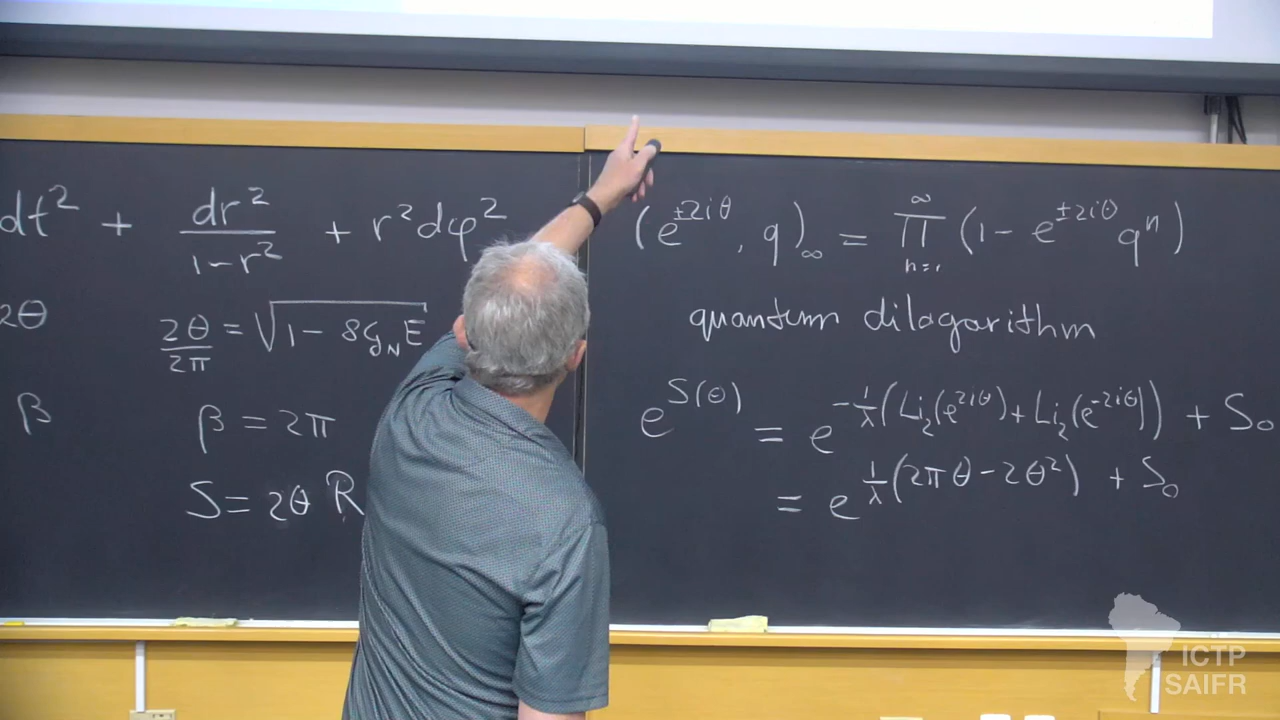 dt² + dr²/(1-r²) + r²dφ²
2θ
2θ/2π = √(1 - 8G_N E)
β
β = 2π
S = 2θ R
(e^{±2iθ}, q)_∞ = ∏_{n=1}^{∞} (1 - e^{±2iθ} qⁿ)
quantum dilogarithm
e^{S(θ)} = e^{-1/λ (Li₂(e^{2iθ}) + Li₂(e^{-2iθ})) + S₀}
= e^{1/λ (2πθ - 2θ²) + S₀}
ICTP
SAIFR